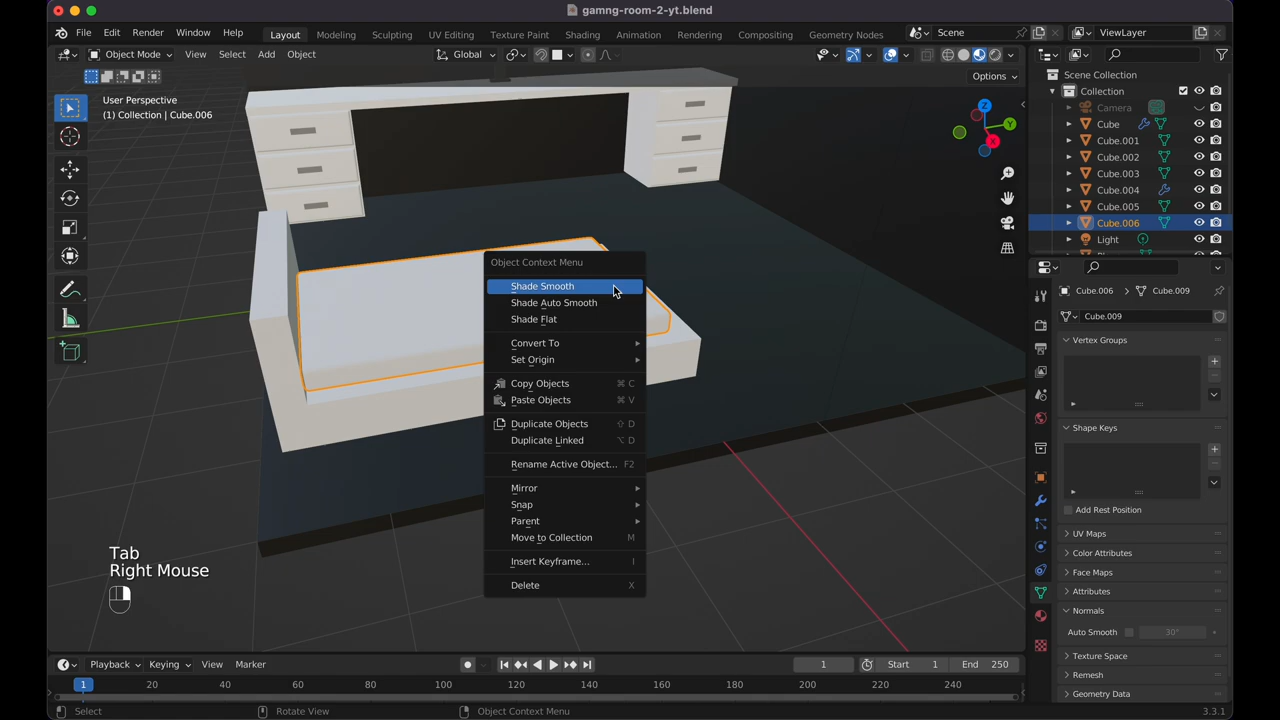 gamng-room-2-yt.blend
File Edit Render Window Help Layout Modeling Sculpting UV Editing Texture Paint Shading Animation Rendering Compositing Geometry Nodes Scene ViewLayer
Object Mode View Select Add Object Global
Options
User Perspective
(1) Collection | Cube.006
Y
X
Z
Scene Collection
Collection
Camera
Cube
Cube.001
Cube.002
Cube.003
Cube.004
Cube.005
Cube.006
Light
Object Context Menu
Shade Smooth
Shade Auto Smooth
Shade Flat
Convert To
Set Origin
Copy Objects ⌘ C
Paste Objects ⌘ V
Duplicate Objects ⇧ D
Duplicate Linked ⌥ D
Rename Active Object... F2
Mirror
Snap
Parent
Move to Collection M
Insert Keyframe... I
Delete X
Cube.006 Cube.009
Cube.009
Vertex Groups
Shape Keys
Add Rest Position
UV Maps
Color Attributes
Face Maps
Attributes
Normals
Auto Smooth 30°
Texture Space
Remesh
Geometry Data
Tab
Right Mouse
Playback Keying View Marker 1 Start 1 End 250
1 20 40 60 80 100 120 140 160 180 200 220 240
Select Rotate View Object Context Menu 3.3.1